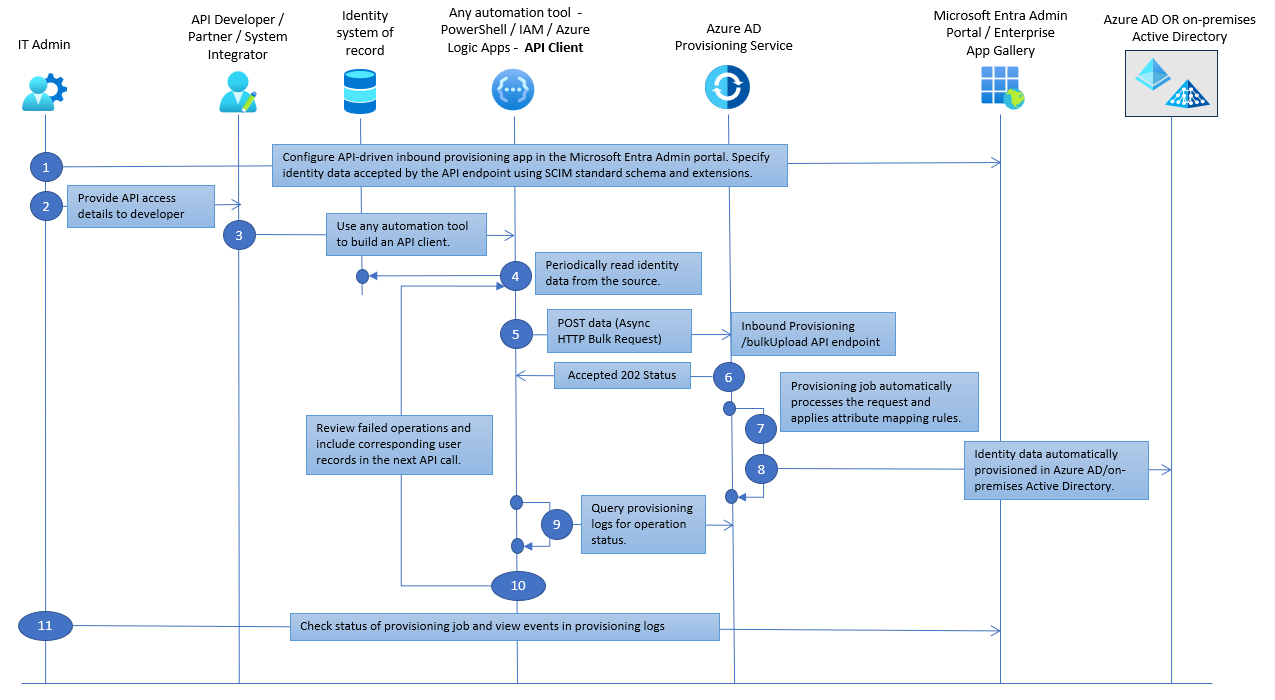 IT Admin
API Developer /
Partner / System
Integrator
Identity
system of
record
Any automation tool -
PowerShell / IAM / Azure
Logic Apps - API Client
Azure AD
Provisioning Service
Microsoft Entra Admin
Portal / Enterprise
App Gallery
Azure AD OR on-premises
Active Directory
1
Configure API-driven inbound provisioning app in the Microsoft Entra Admin portal. Specify
identity data accepted by the API endpoint using SCIM standard schema and extensions.
2
Provide API access
details to developer
3
Use any automation tool
to build an API client.
4
Periodically read identity
data from the source.
5
POST data (Async
HTTP Bulk Request)
Inbound Provisioning
/bulkUpload API endpoint
Accepted 202 Status
6
Provisioning job automatically
processes the request and
applies attribute mapping rules.
7
Review failed operations and
include corresponding user
records in the next API call.
8
Identity data automatically
provisioned in Azure AD/on-
premises Active Directory.
9
Query provisioning
logs for operation
status.
10
11
Check status of provisioning job and view events in provisioning logs